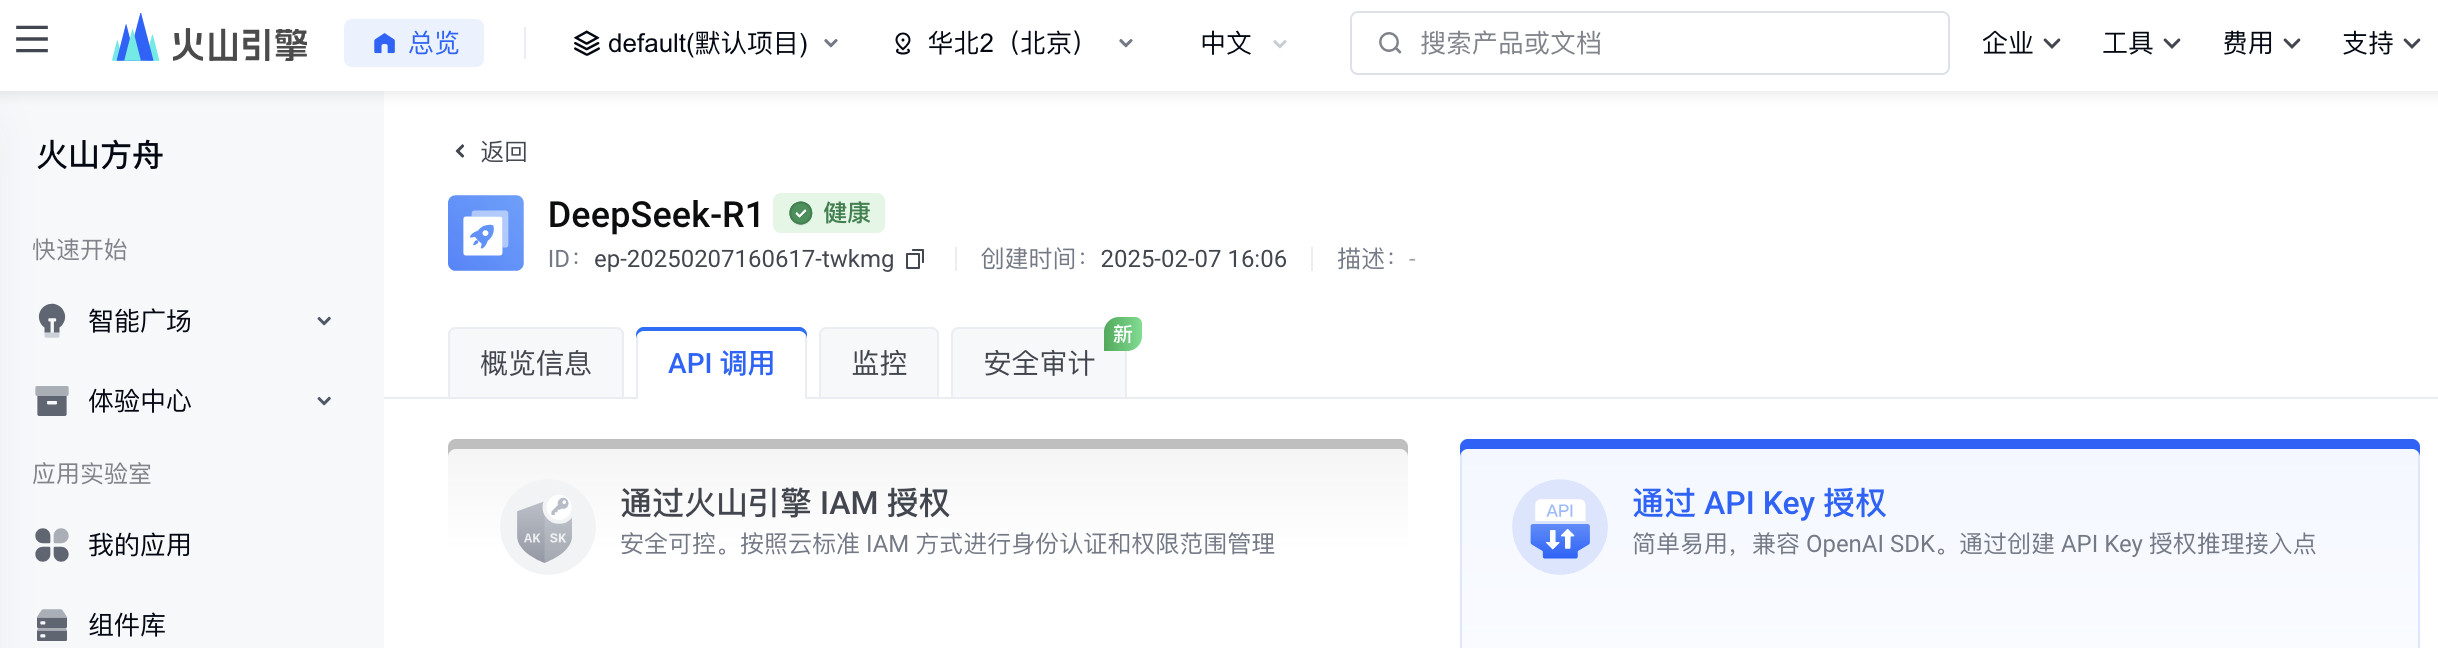 火山引擎 总览 default(默认项目) 华北2（北京） 中文 搜索产品或文档 企业 工具 费用 支持
火山方舟
快速开始
智能广场
体验中心
应用实验室
我的应用
组件库
返回
DeepSeek-R1 健康
ID：ep-20250207160617-twkmg 创建时间：2025-02-07 16:06 描述：-
概览信息 API 调用 监控 安全审计 新
AK SK
通过火山引擎 IAM 授权
安全可控。按照云标准 IAM 方式进行身份认证和权限范围管理
API
通过 API Key 授权
简单易用，兼容 OpenAI SDK。通过创建 API Key 授权推理接入点